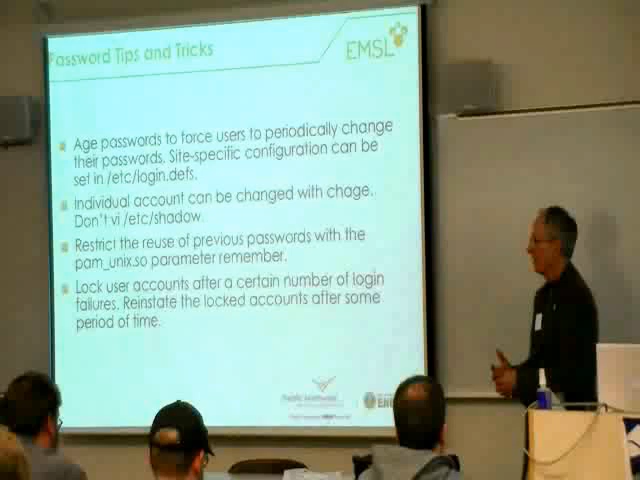 Password Tips and Tricks
EMSL
Age passwords to force users to periodically change
their passwords. Site-specific configuration can be
set in /etc/login.defs.
Individual account can be changed with chage.
Don't vi /etc/shadow.
Restrict the reuse of previous passwords with the
pam_unix.so parameter remember.
Lock user accounts after a certain number of login
failures. Reinstate the locked accounts after some
period of time.
Pacific Northwest